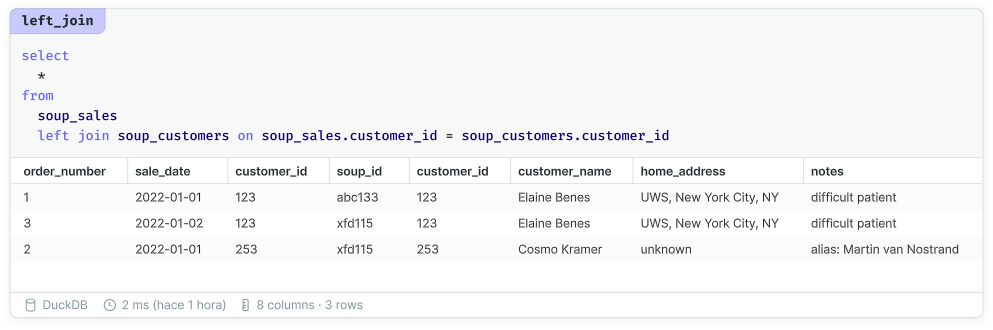 left_join
select
*
from
soup_sales
left join soup_customers on soup_sales.customer_id = soup_customers.customer_id
order_number sale_date customer_id soup_id customer_id customer_name home_address notes
1 2022-01-01 123 abc133 123 Elaine Benes UWS, New York City, NY difficult patient
3 2022-01-02 123 xfd115 123 Elaine Benes UWS, New York City, NY difficult patient
2 2022-01-01 253 xfd115 253 Cosmo Kramer unknown alias: Martin van Nostrand
DuckDB 2 ms (hace 1 hora) 8 columns · 3 rows